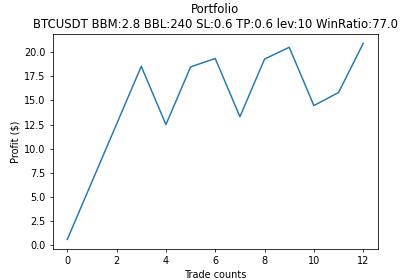 Portfolio
BTCUSDT BBM:2.8 BBL:240 SL:0.6 TP:0.6 lev:10 WinRatio:77.0
20.0
17.5
15.0
12.5
10.0
7.5
5.0
2.5
0.0
Profit ($)
0 2 4 6 8 10 12
Trade counts